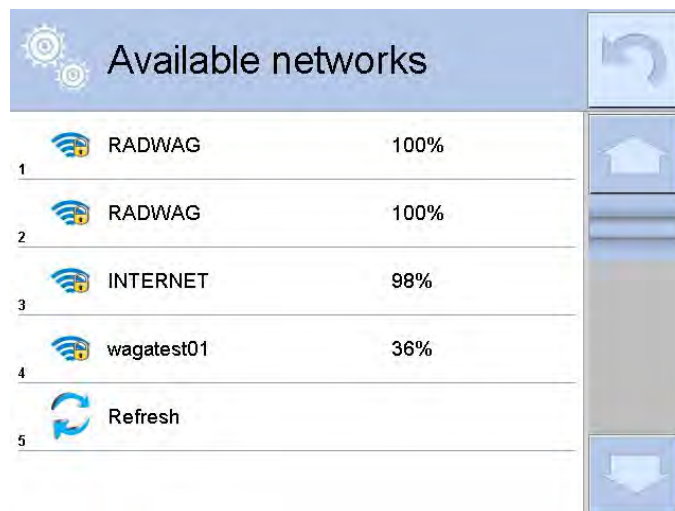 Available networks
1 RADWAG 100%
2 RADWAG 100%
3 INTERNET 98%
4 wagatest01 36%
5 Refresh